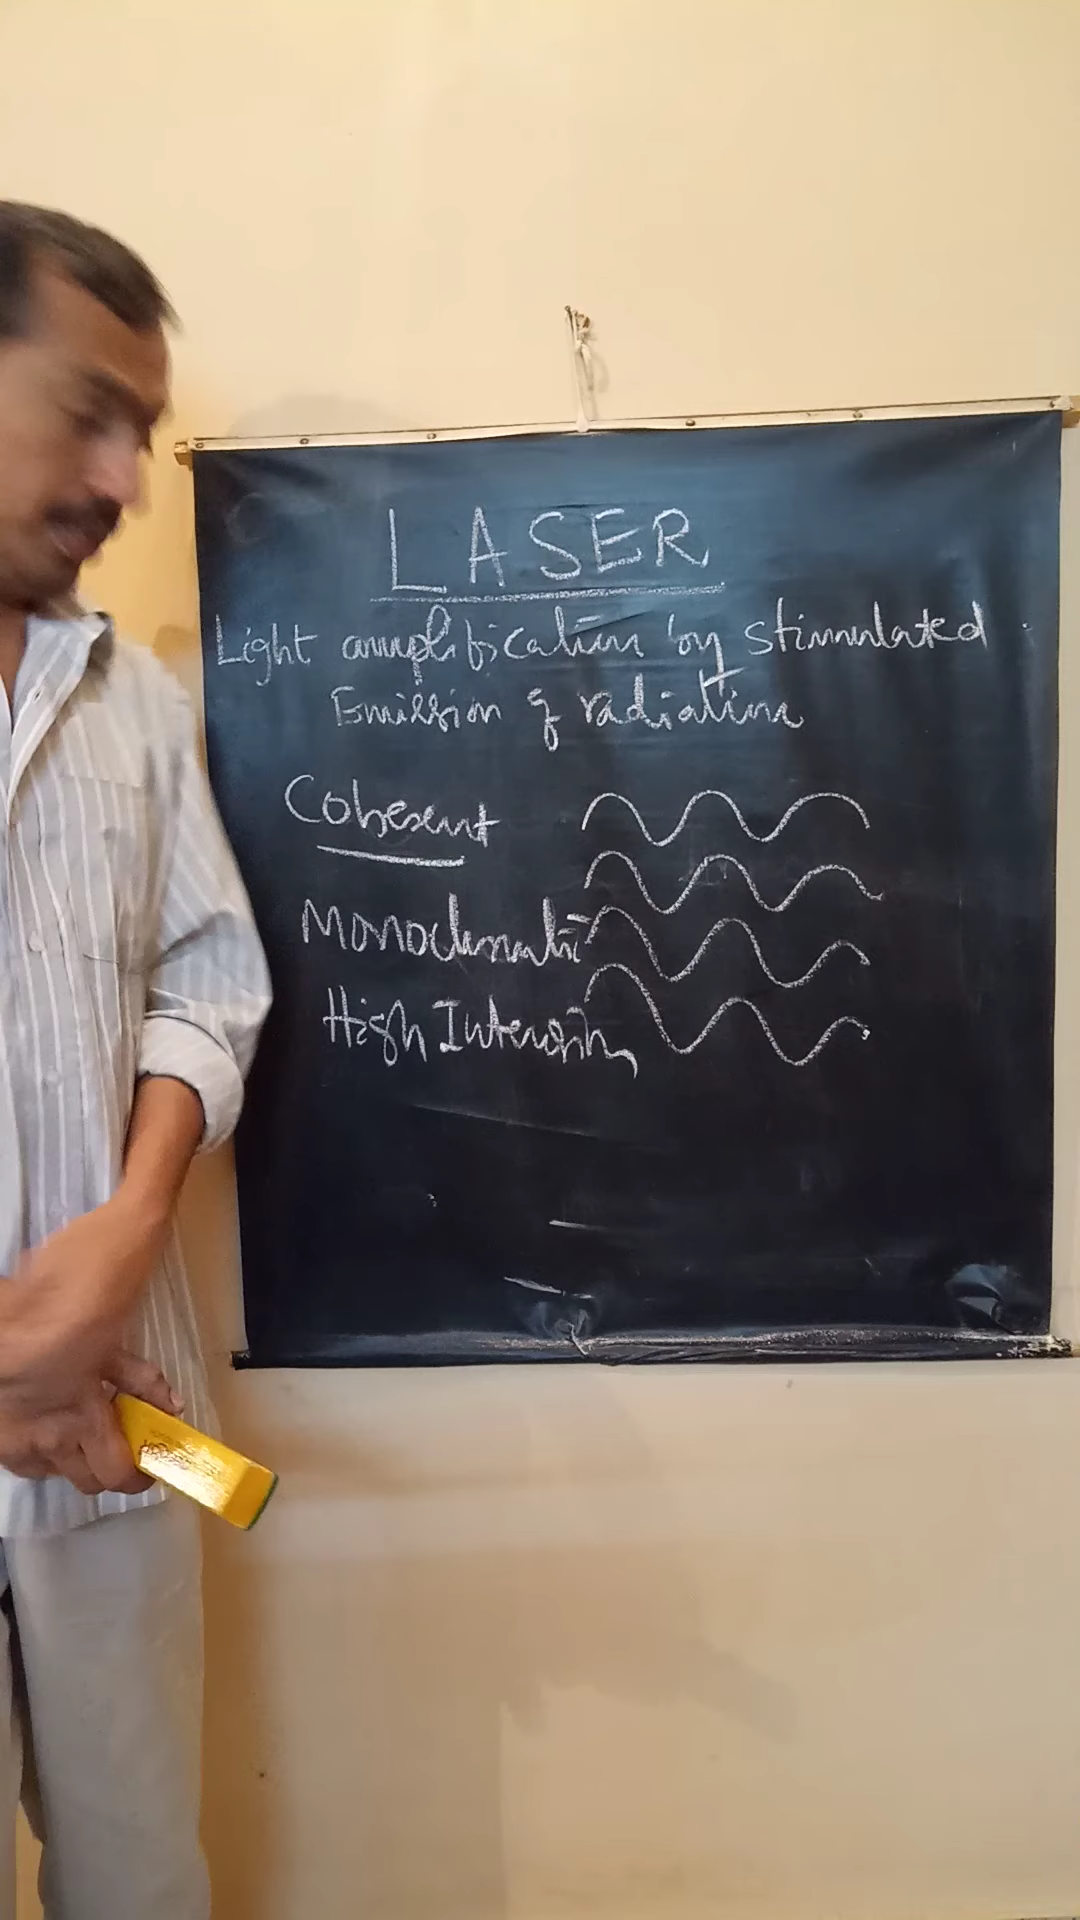 LASER
Light amplification by stimulated
Emission of radiation
Coherent
Monochromatic
High Intensity